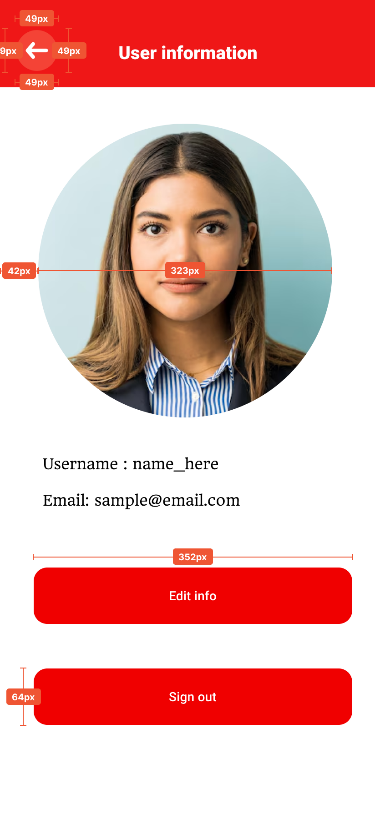 49px
9px
49px
User information
49px
42px
323px
Username : name_here
Email: sample@email.com
352px
Edit info
64px
Sign out